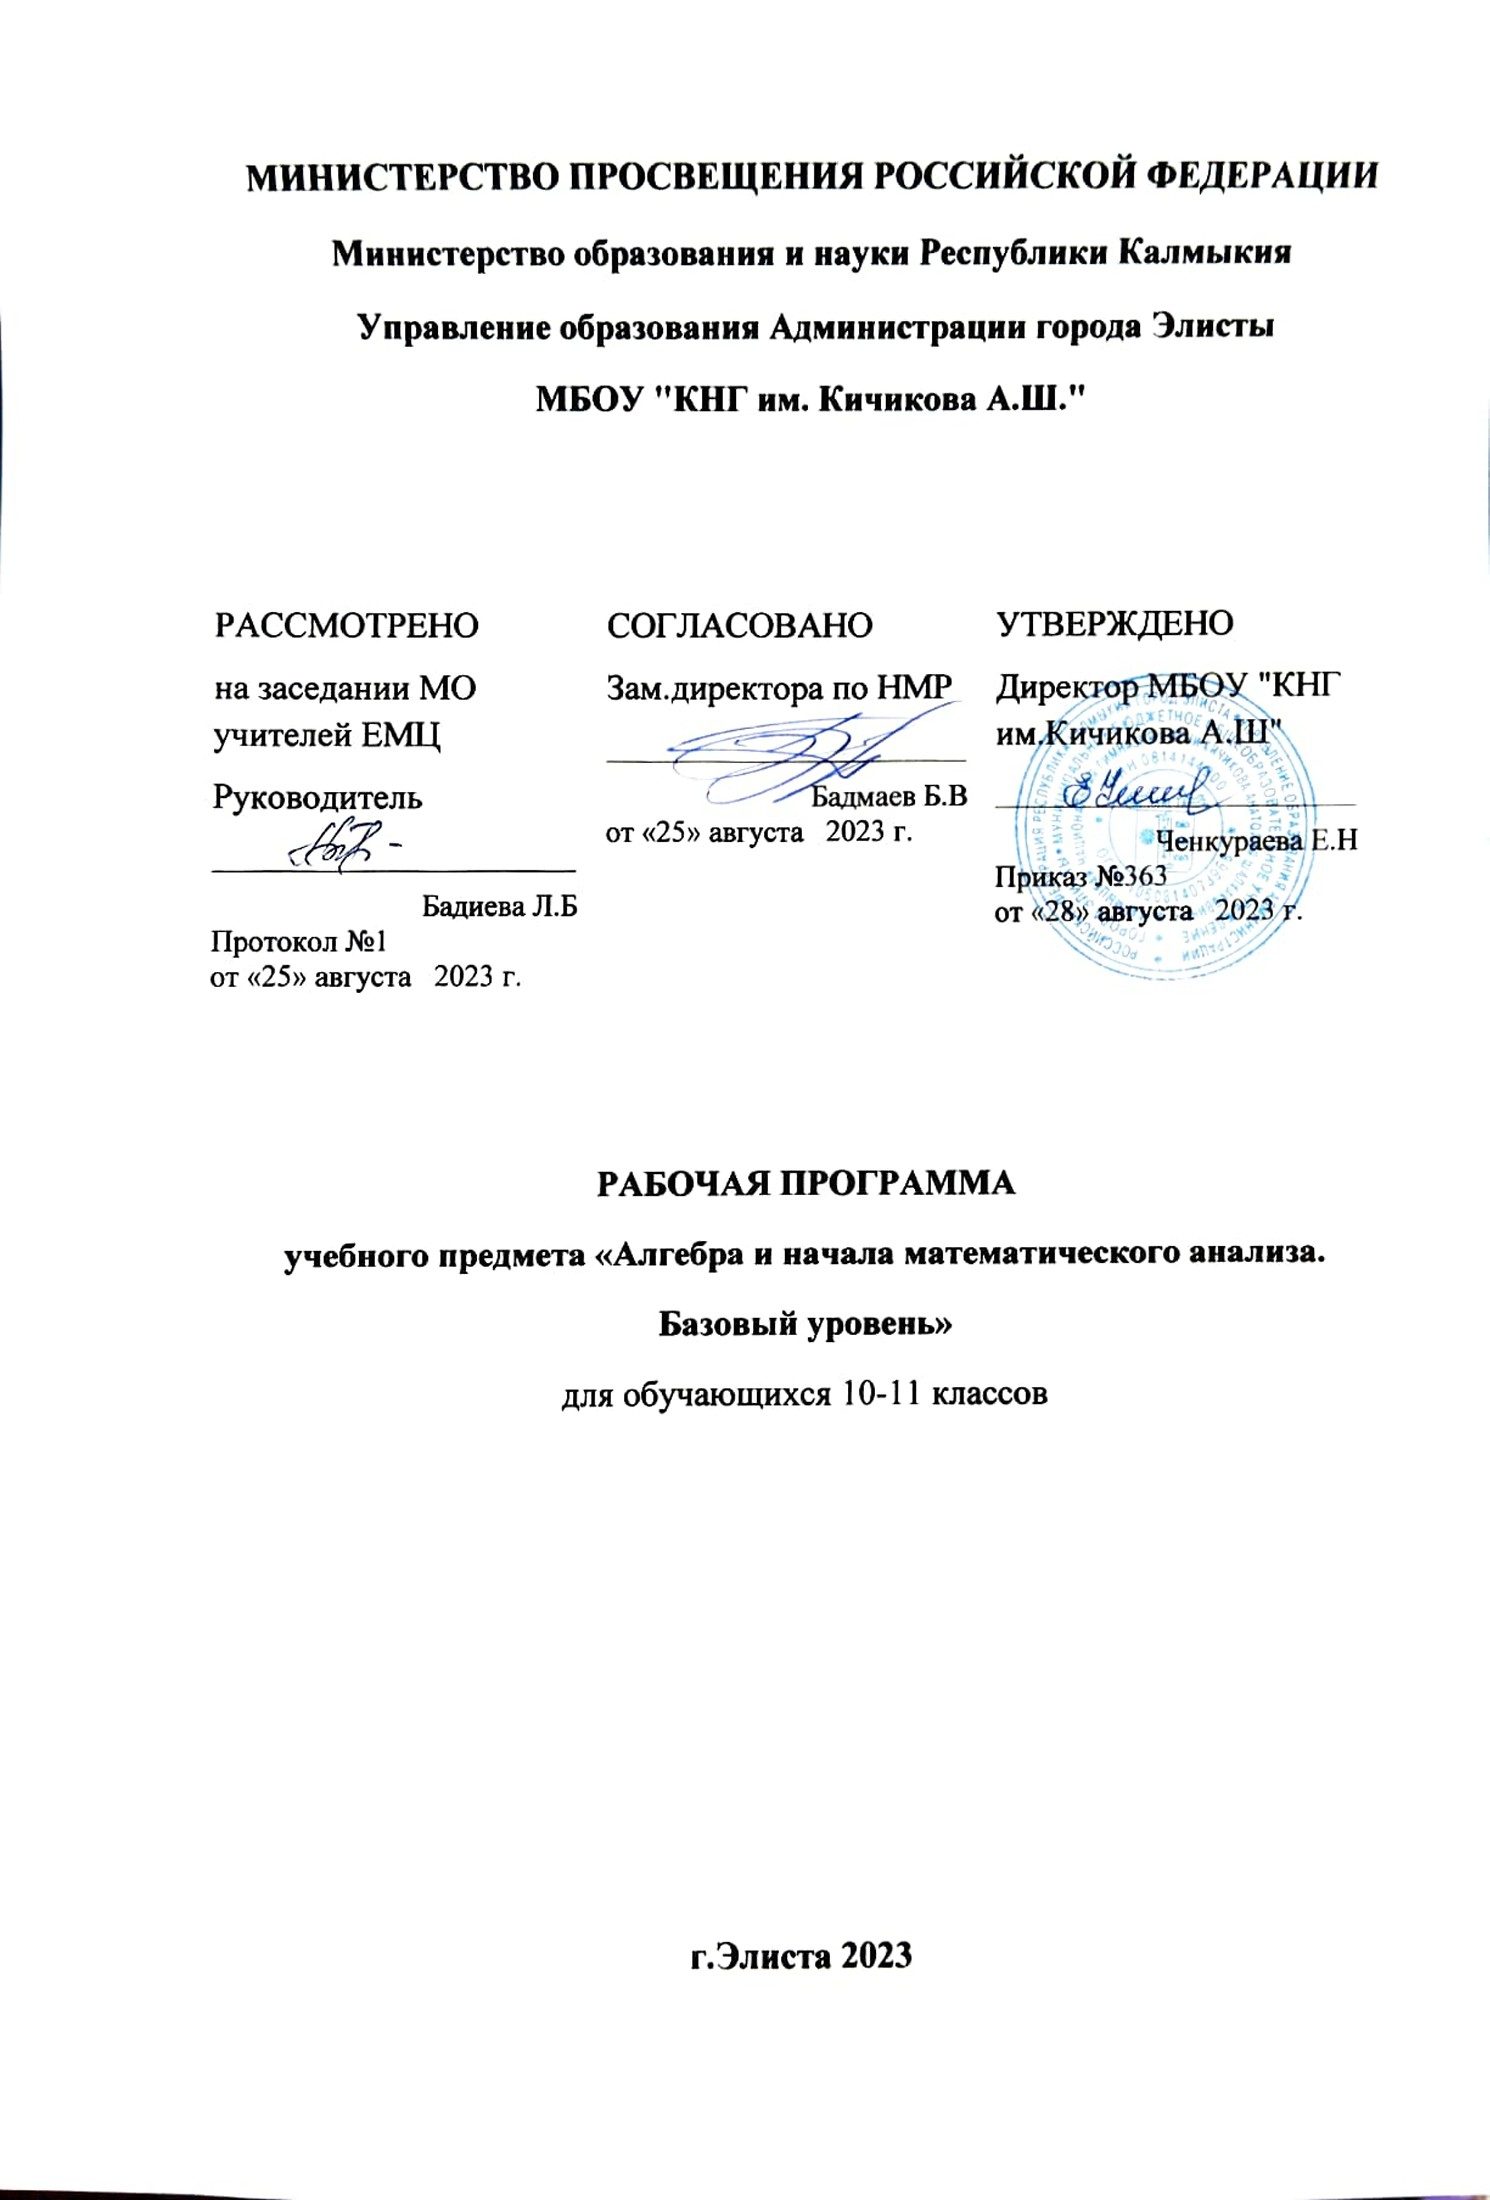 МИНИСТЕРСТВО ПРОСВЕЩЕНИЯ РОССИЙСКОЙ ФЕДЕРАЦИИ
Министерство образования и науки Республики Калмыкия
Управление образования Администрации города Элисты
МБОУ "КНГ им. Кичикова А.Ш."
РАССМОТРЕНО
на заседании МО
учителей ЕМЦ
Руководитель
Бадиева Л.Б
Протокол №1
от «25» августа 2023 г.
СОГЛАСОВАНО
Зам.директора по НМР
Бадмаев Б.В
от «25» августа 2023 г.
УТВЕРЖДЕНО
Директор МБОУ "КНГ
им.Кичикова А.Ш"
Ченкураева Е.Н
Приказ №363
от «28» августа 2023 г.
РАБОЧАЯ ПРОГРАММА
учебного предмета «Алгебра и начала математического анализа.
Базовый уровень»
для обучающихся 10-11 классов
г.Элиста 2023